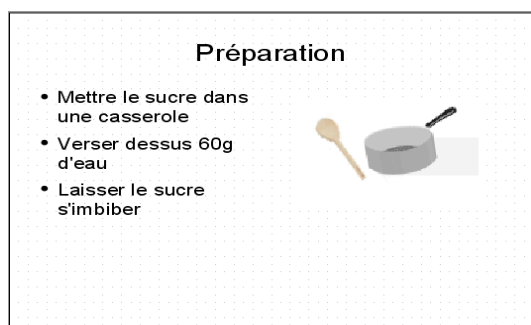 Préparation
• Mettre le sucre dans
une casserole
• Verser dessus 60g
d'eau
• Laisser le sucre
s'imbiber